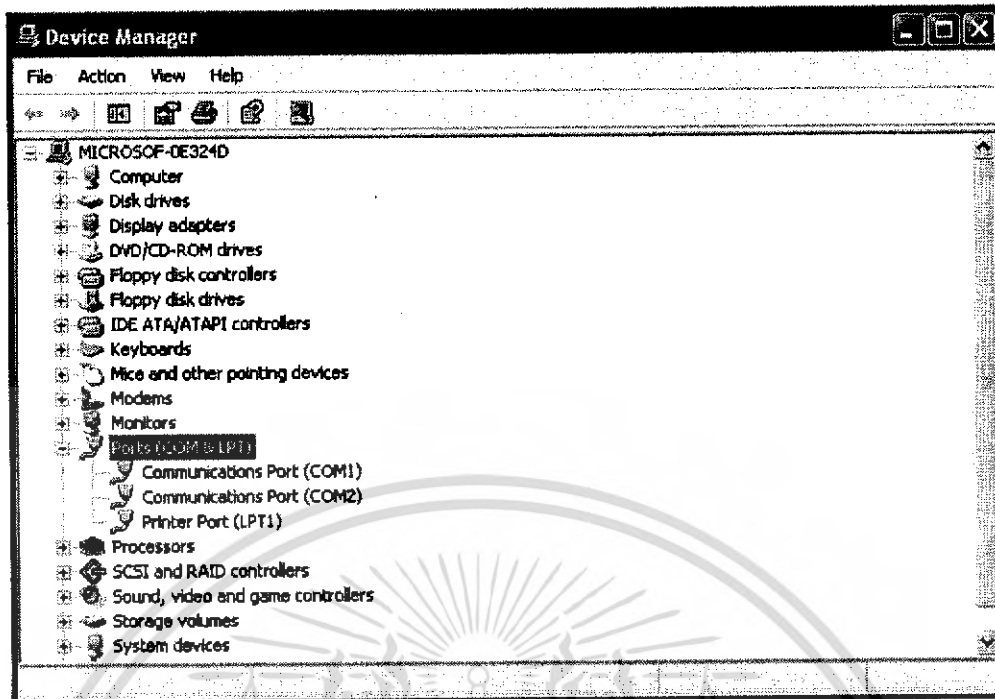 Device Manager
File Action View Help
MICROSOF-0E324D
Computer
Disk drives
Display adapters
DVD/CD-ROM drives
Floppy disk controllers
Floppy disk drives
IDE ATA/ATAPI controllers
Keyboards
Mice and other pointing devices
Modems
Monitors
Ports (COM & LPT)
Communications Port (COM1)
Communications Port (COM2)
Printer Port (LPT1)
Processors
SCSI and RAID controllers
Sound, video and game controllers
Storage volumes
System devices